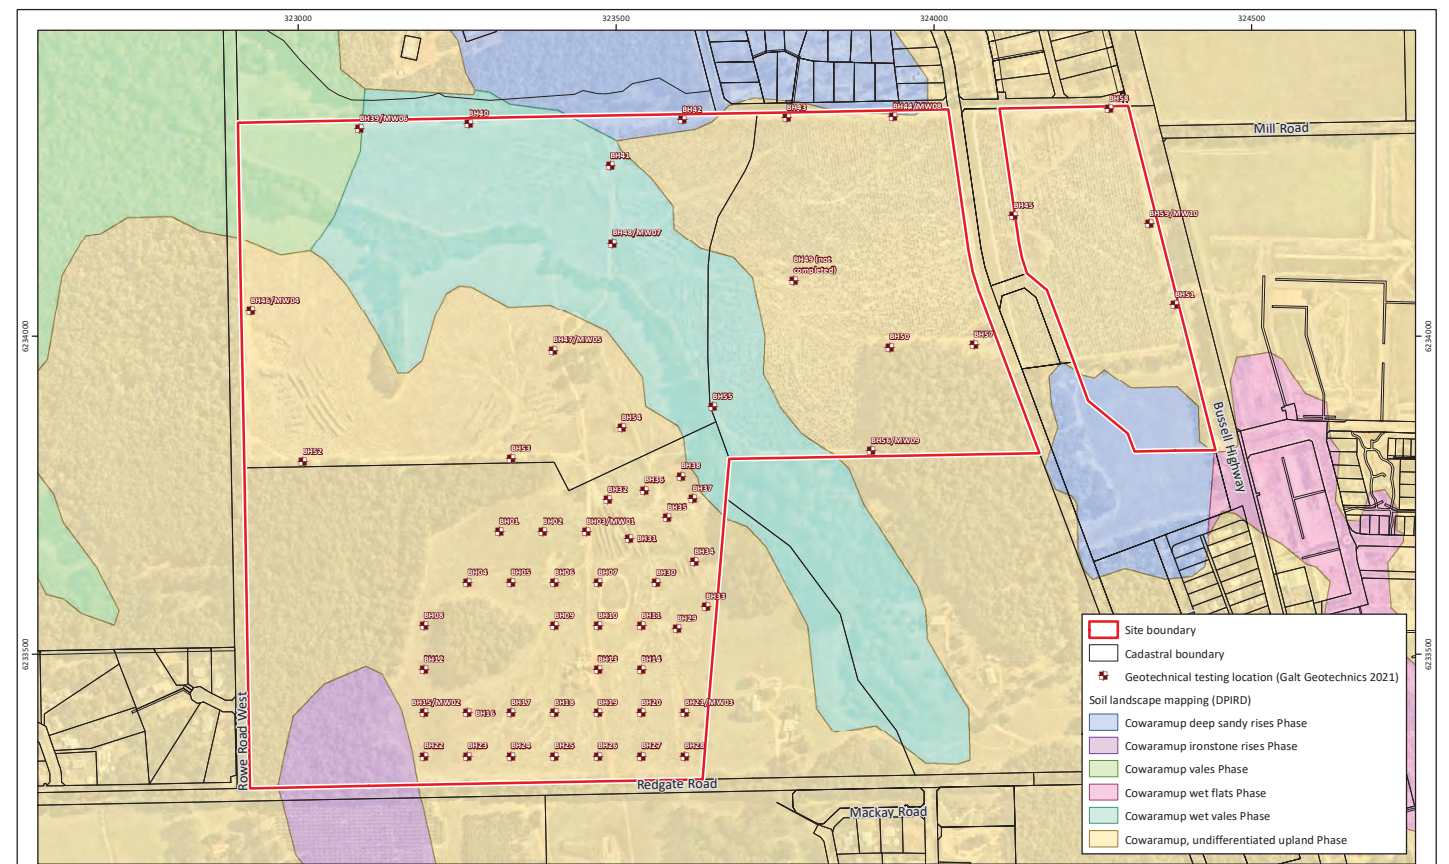 323000
323500
324000
324500
BH58
BH40
BH42
BH43
BH44/MW08
BH39/MW06
Mill Road
BH41
BH45
BH59/MW10
BH48/MW07
BH49 (not
completed)
BH46/MW04
BH51
6234000
6234000
BH47/MW05
BH50
BH57
BH55
BH54
Bussell Highway
BH52
BH53
BH56/MW09
BH38
BH36
BH32
BH37
BH35
BH01
BH02
BH03/MW01
BH31
BH34
BH04
BH05
BH06
BH07
BH30
BH33
BH08
BH09
BH10
BH11
BH29
6233500
6233500
BH12
BH13
BH14
BH15/MW02
BH16
BH17
BH18
BH19
BH20
BH21/MW03
BH22
BH23
BH24
BH25
BH26
BH27
BH28
Rowe Road West
Redgate Road
Mackay Road
Site boundary
Cadastral boundary
Geotechnical testing location (Galt Geotechnics 2021)
Soil landscape mapping (DPIRD)
Cowaramup deep sandy rises Phase
Cowaramup ironstone rises Phase
Cowaramup vales Phase
Cowaramup wet flats Phase
Cowaramup wet vales Phase
Cowaramup, undifferentiated upland Phase